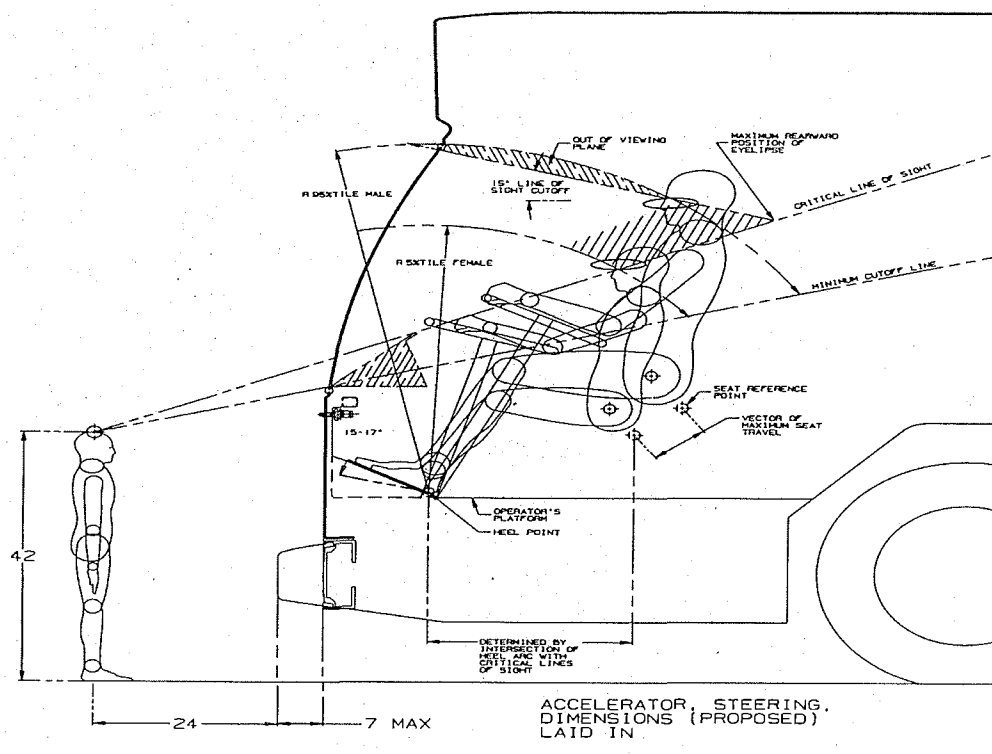 OUT OF VIEWING
PLANE
MAXIMUM REARWARD
POSITION OF
EYELIPSE
15° LINE OF
SIGHT CUTOFF
CRITICAL LINE OF SIGHT
R 95%TILE MALE
R 5%TILE FEMALE
MINIMUM CUTOFF LINE
SEAT REFERENCE
POINT
VECTOR OF
MAXIMUM SEAT
TRAVEL
15-17°
OPERATOR'S
PLATFORM
HEEL POINT
42
DETERMINED BY
INTERSECTION OF
HEEL ARC WITH
CRITICAL LINES
OF SIGHT
24
7 MAX
ACCELERATOR, STEERING,
DIMENSIONS (PROPOSED)
LAID IN